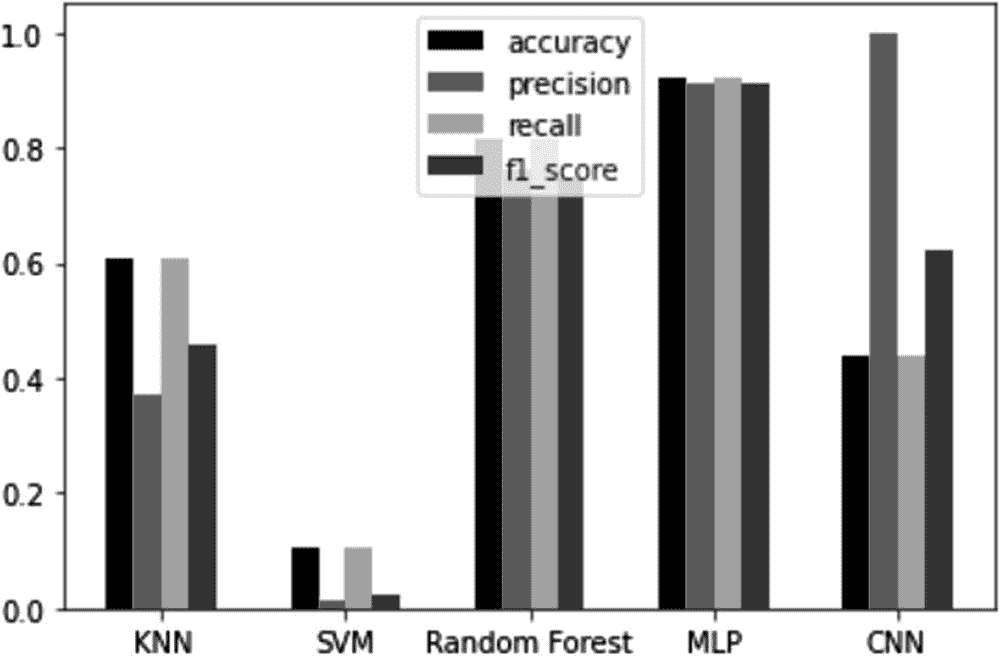 1.0
0.8
0.6
0.4
0.2
0.0
accuracy
precision
recall
f1_score
KNN
SVM
Random Forest
MLP
CNN